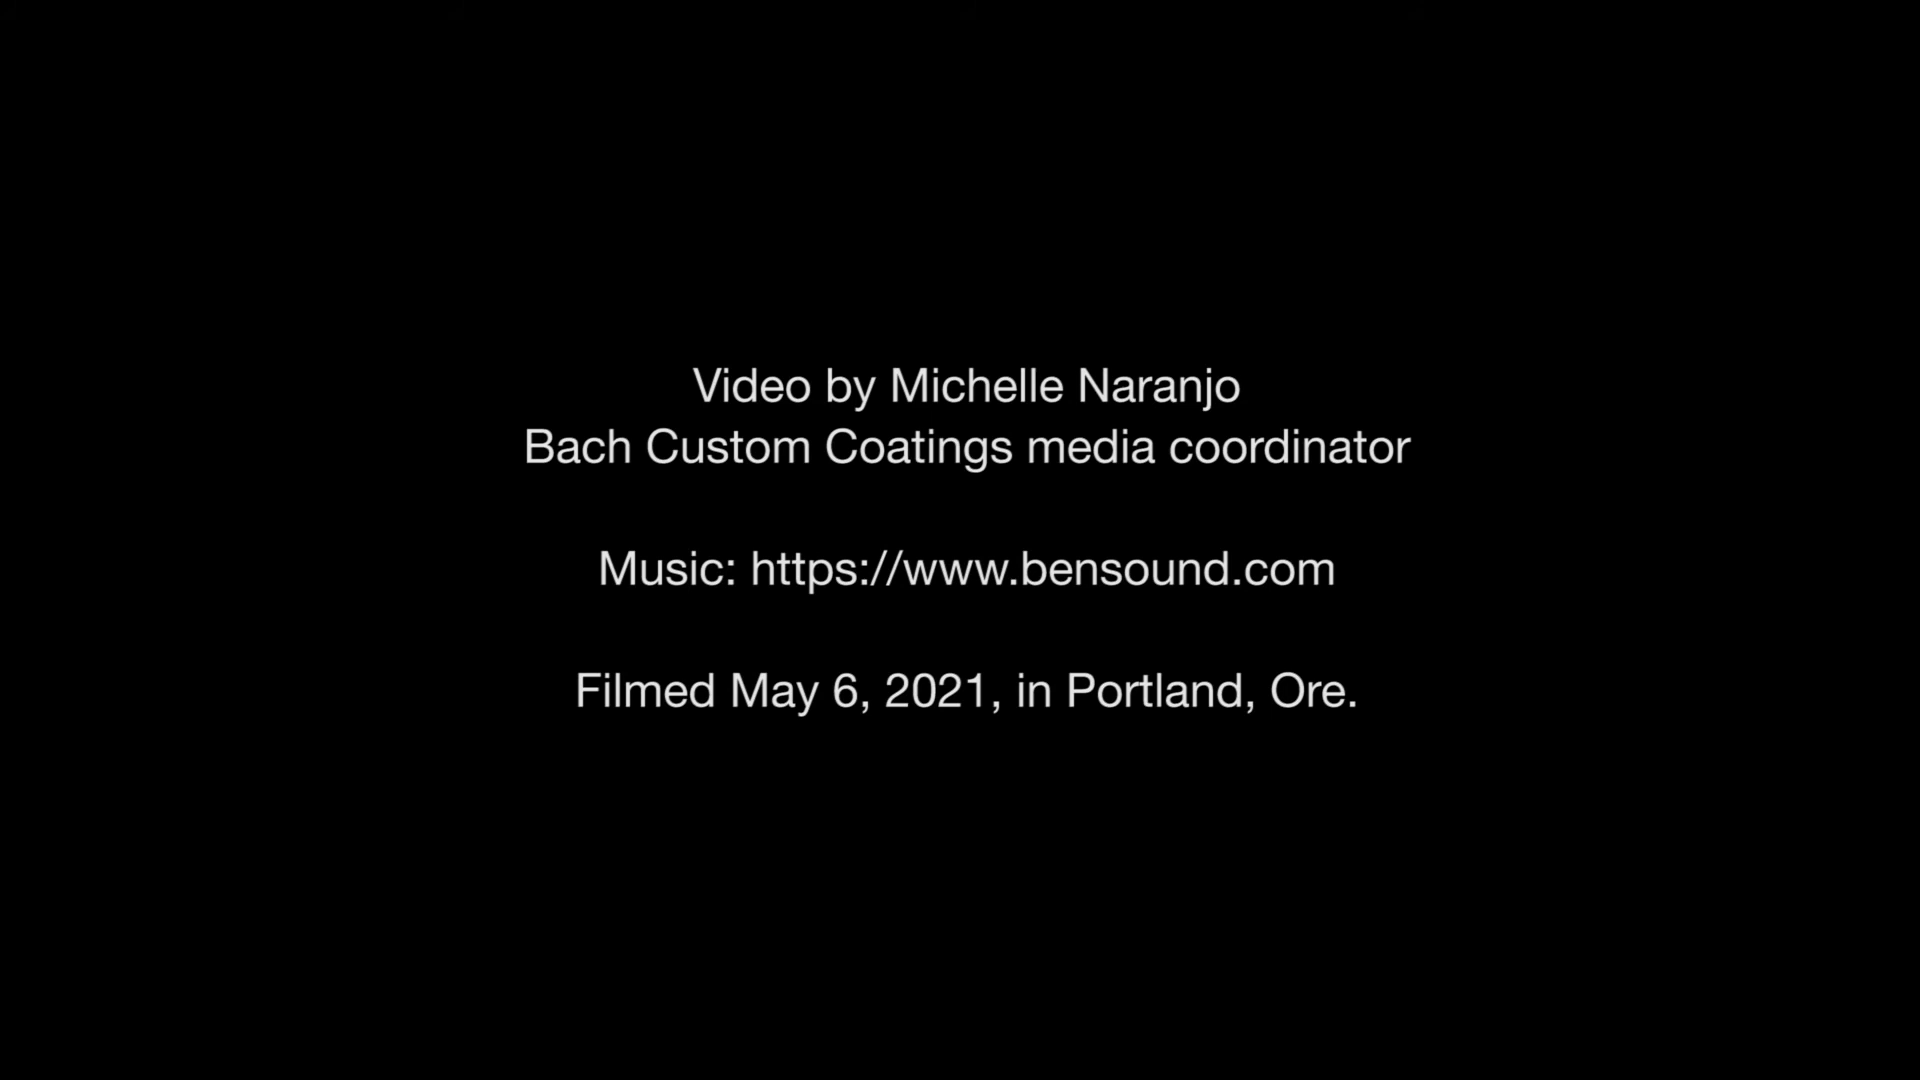 Video by Michelle Naranjo
Bach Custom Coatings media coordinator
Music: https://www.bensound.com
Filmed May 6, 2021, in Portland, Ore.